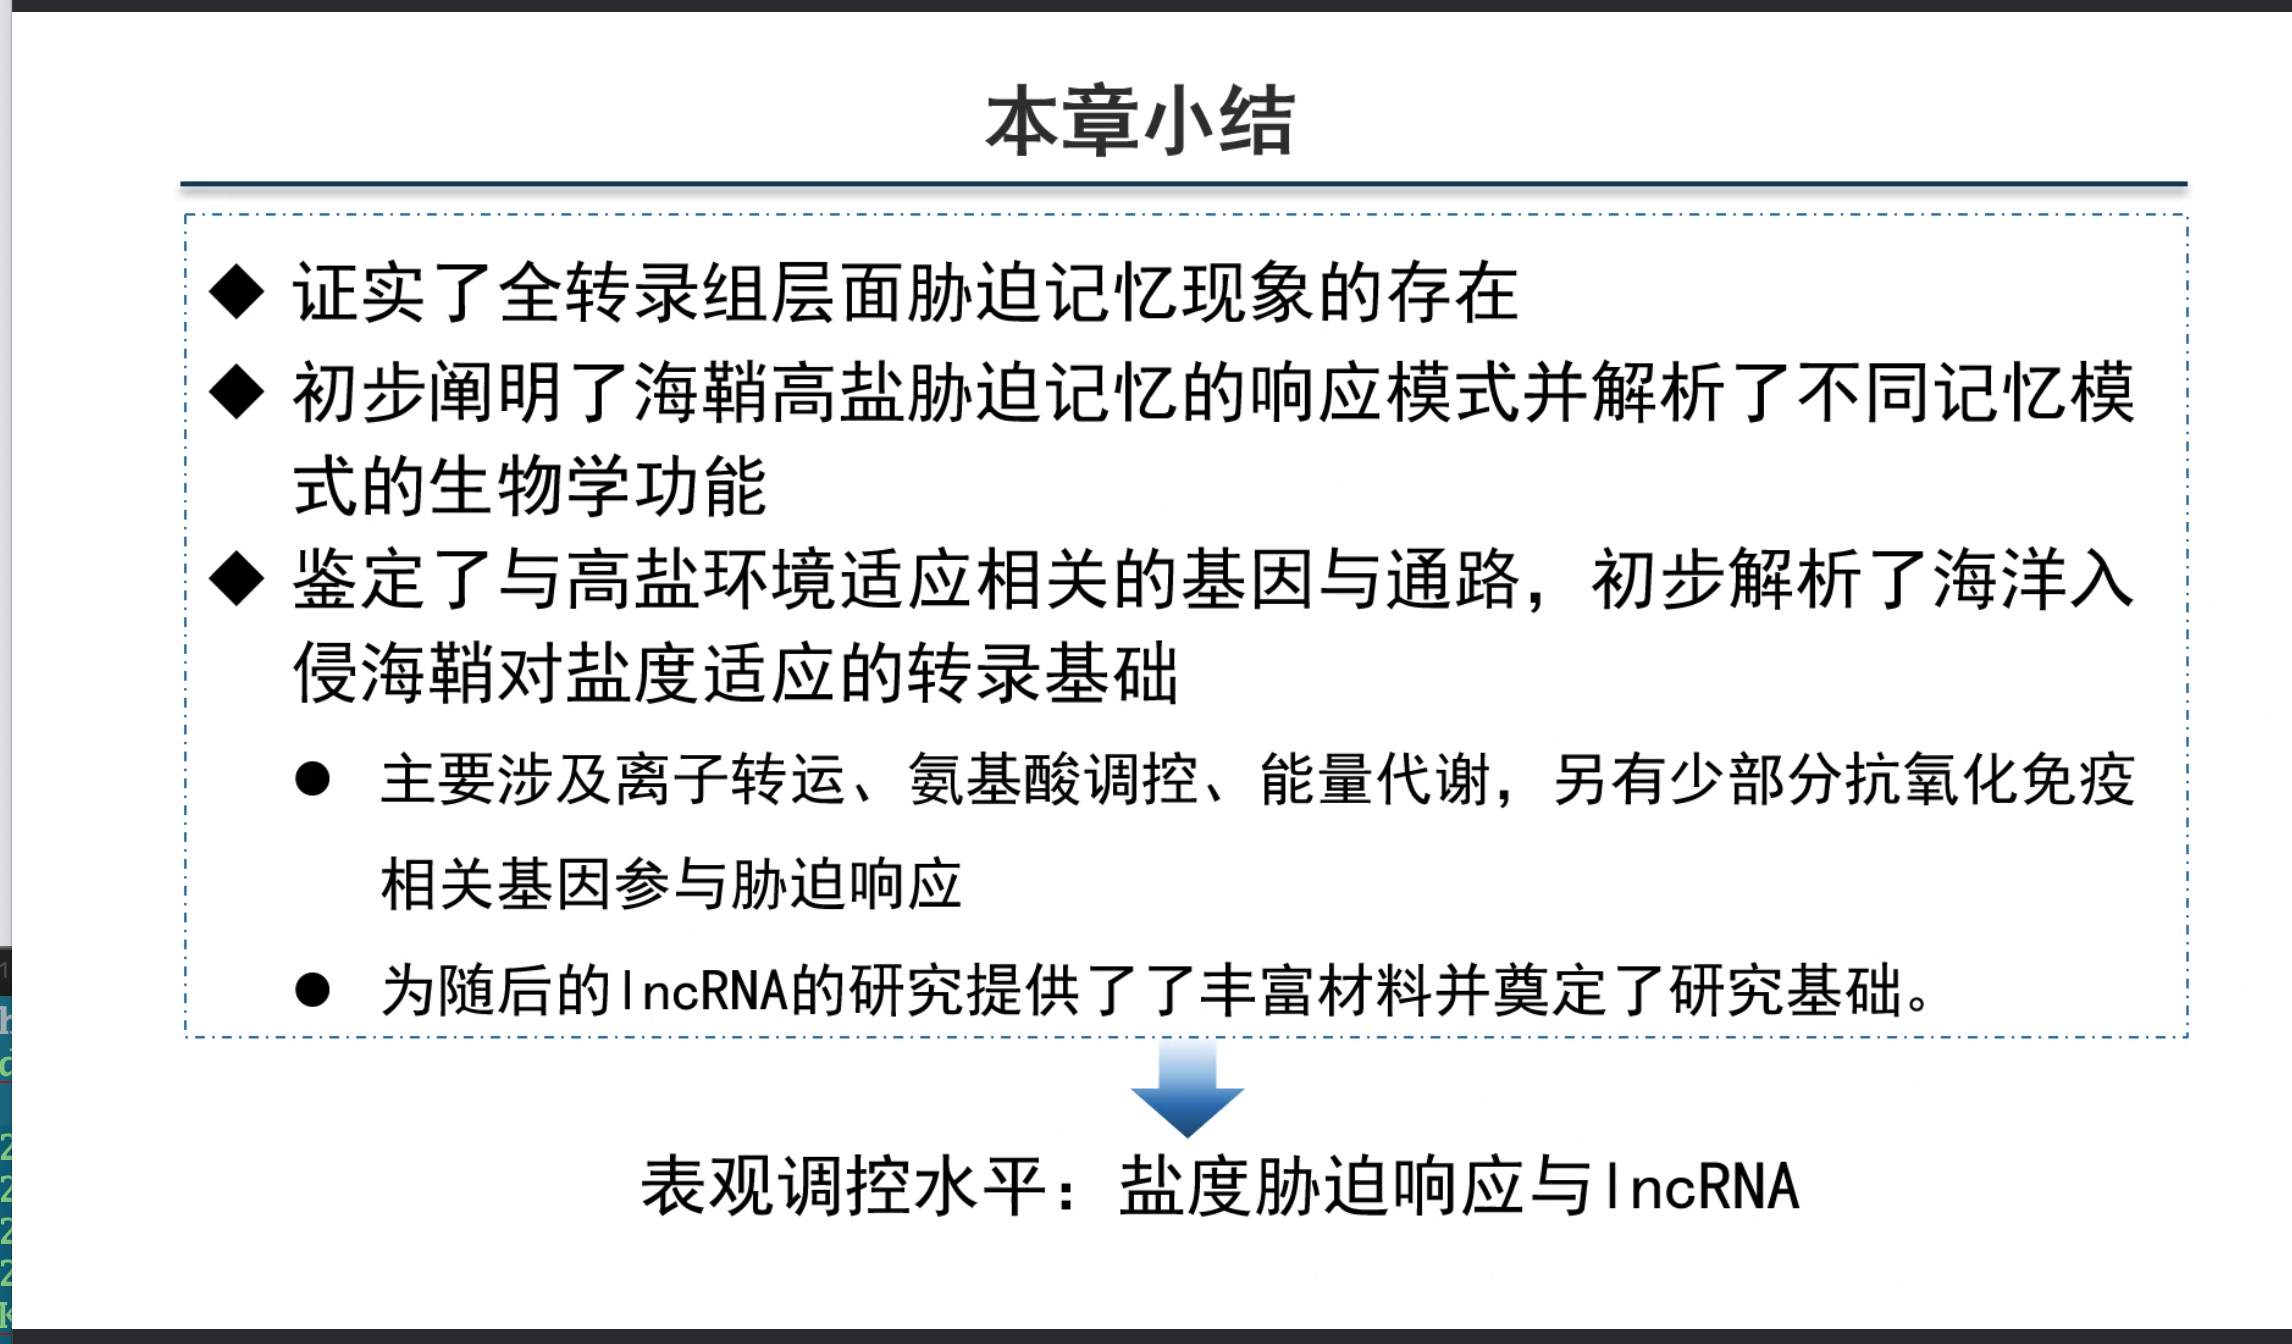 本章小结
◆ 证实了全转录组层面胁迫记忆现象的存在
◆ 初步阐明了海鞘高盐胁迫记忆的响应模式并解析了不同记忆模
式的生物学功能
◆ 鉴定了与高盐环境适应相关的基因与通路，初步解析了海洋入
侵海鞘对盐度适应的转录基础
● 主要涉及离子转运、氨基酸调控、能量代谢，另有少部分抗氧化免疫
相关基因参与胁迫响应
● 为随后的lncRNA的研究提供了了丰富材料并奠定了研究基础。
表观调控水平：盐度胁迫响应与lncRNA